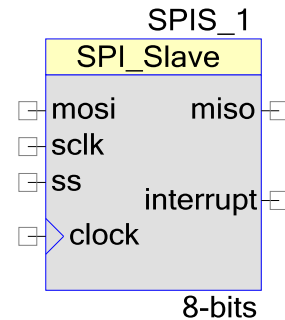 SPIS_1
SPI_Slave
mosi
miso
sclk
ss
interrupt
clock
8-bits